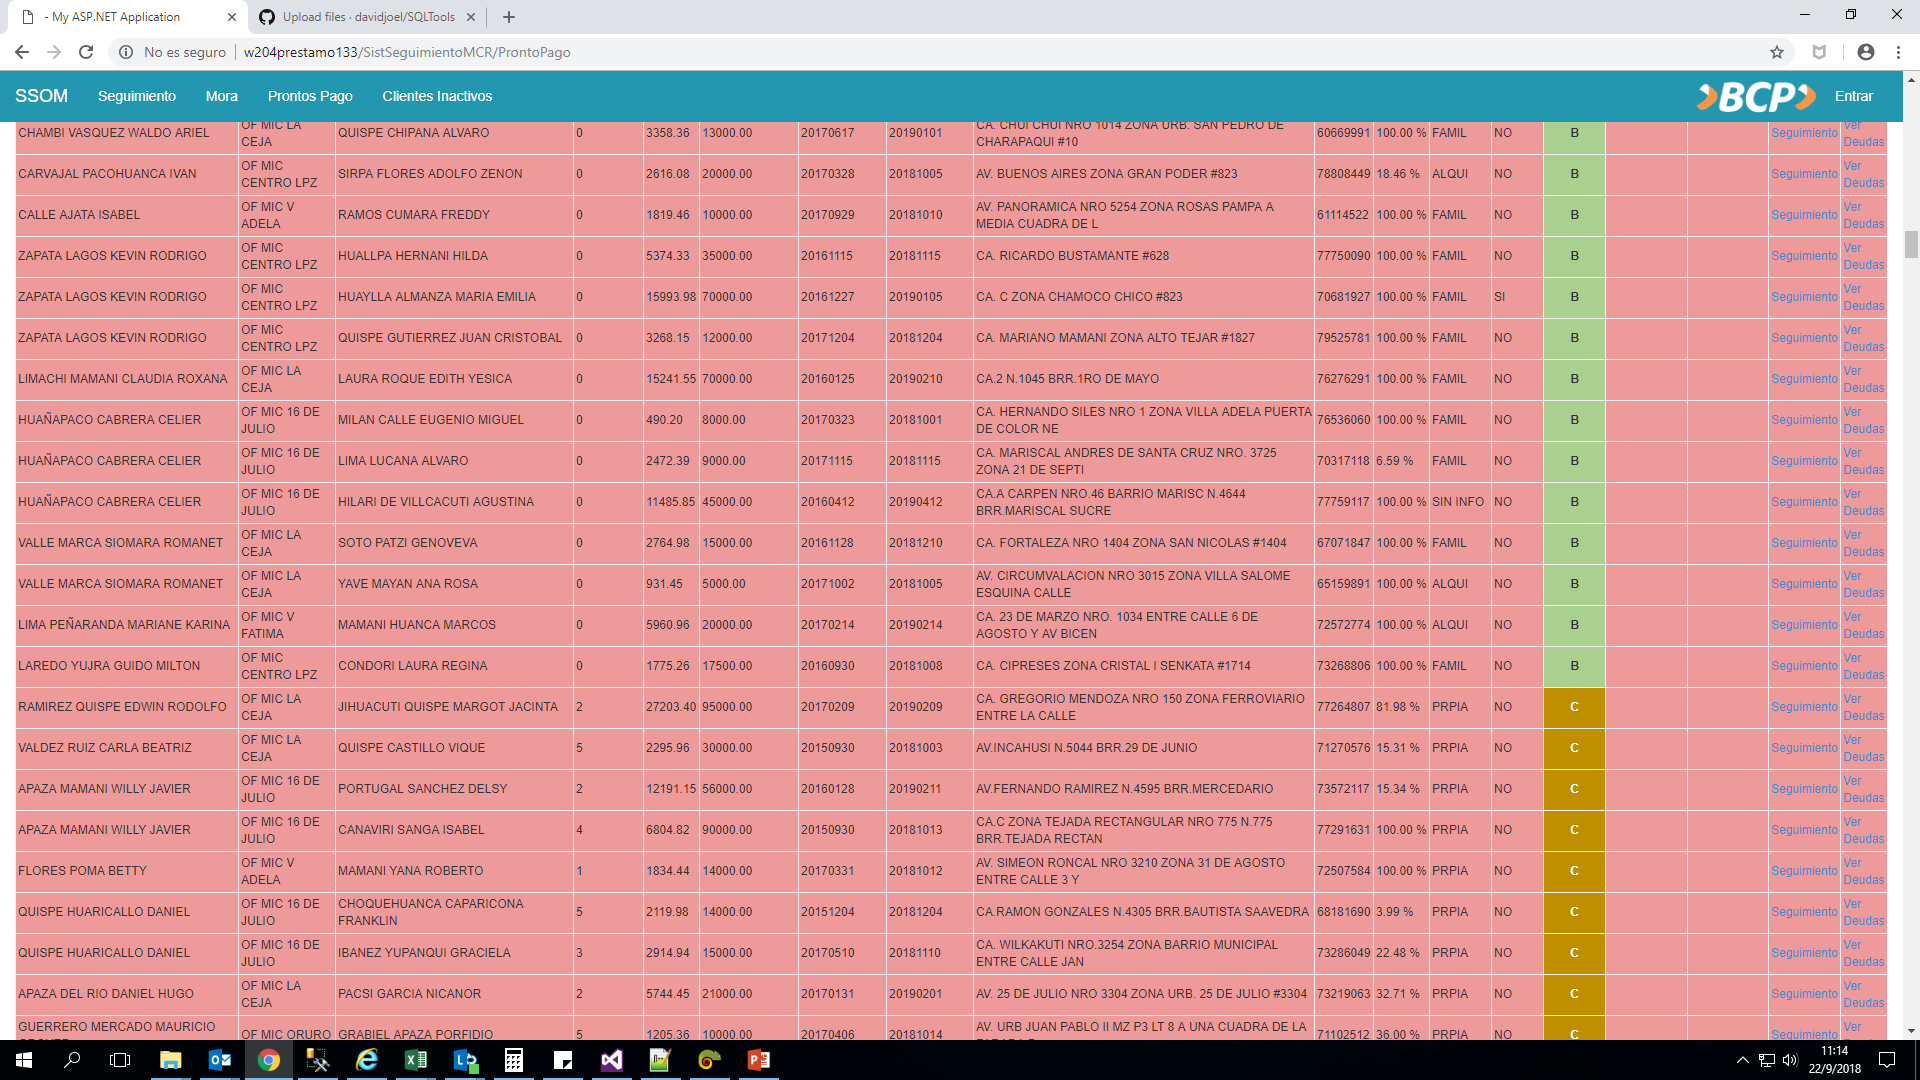 - My ASP.NET Application
Upload files · davidjoel/SQLTools
No es seguro
w204prestamo133/SistSeguimientoMCR/ProntoPago
SSOM Seguimiento Mora Prontos Pago Clientes Inactivos BCP Entrar
CHAMBI VASQUEZ WALDO ARIEL OF MIC LA CEJA QUISPE CHIPANA ALVARO 0 3358.36 13000.00 20170617 20190101 CA. CHUI CHUI NRO 1014 ZONA URB. SAN PEDRO DE CHARAPAQUI #10 60669991 100.00 % FAMIL NO B Seguimiento Ver Deudas
CARVAJAL PACOHUANCA IVAN OF MIC CENTRO LPZ SIRPA FLORES ADOLFO ZENON 0 2616.08 20000.00 20170328 20181005 AV. BUENOS AIRES ZONA GRAN PODER #823 78808449 18.46 % ALQUI NO B Seguimiento Ver Deudas
CALLE AJATA ISABEL OF MIC V ADELA RAMOS CUMARA FREDDY 0 1819.46 10000.00 20170929 20181010 AV. PANORAMICA NRO 5254 ZONA ROSAS PAMPA A MEDIA CUADRA DE L 61114522 100.00 % FAMIL NO B Seguimiento Ver Deudas
ZAPATA LAGOS KEVIN RODRIGO OF MIC CENTRO LPZ HUALLPA HERNANI HILDA 0 5374.33 35000.00 20161115 20181115 CA. RICARDO BUSTAMANTE #628 77750090 100.00 % FAMIL NO B Seguimiento Ver Deudas
ZAPATA LAGOS KEVIN RODRIGO OF MIC CENTRO LPZ HUAYLLA ALMANZA MARIA EMILIA 0 15993.98 70000.00 20161227 20190105 CA. C ZONA CHAMOCO CHICO #823 70681927 100.00 % FAMIL SI B Seguimiento Ver Deudas
ZAPATA LAGOS KEVIN RODRIGO OF MIC CENTRO LPZ QUISPE GUTIERREZ JUAN CRISTOBAL 0 3268.15 12000.00 20171204 20181204 CA. MARIANO MAMANI ZONA ALTO TEJAR #1827 79525781 100.00 % FAMIL NO B Seguimiento Ver Deudas
LIMACHI MAMANI CLAUDIA ROXANA OF MIC LA CEJA LAURA ROQUE EDITH YESICA 0 15241.55 70000.00 20160125 20190210 CA.2 N.1045 BRR.1RO DE MAYO 76276291 100.00 % FAMIL NO B Seguimiento Ver Deudas
HUAÑAPACO CABRERA CELIER OF MIC 16 DE JULIO MILAN CALLE EUGENIO MIGUEL 0 490.20 8000.00 20170323 20181001 CA. HERNANDO SILES NRO 1 ZONA VILLA ADELA PUERTA DE COLOR NE 76536060 100.00 % FAMIL NO B Seguimiento Ver Deudas
HUAÑAPACO CABRERA CELIER OF MIC 16 DE JULIO LIMA LUCANA ALVARO 0 2472.39 9000.00 20171115 20181115 CA. MARISCAL ANDRES DE SANTA CRUZ NRO. 3725 ZONA 21 DE SEPTI 70317118 6.59 % FAMIL NO B Seguimiento Ver Deudas
HUAÑAPACO CABRERA CELIER OF MIC 16 DE JULIO HILARI DE VILLCACUTI AGUSTINA 0 11485.85 45000.00 20160412 20190412 CA.A CARPEN NRO.46 BARRIO MARISC N.4644 BRR.MARISCAL SUCRE 77759117 100.00 % SIN INFO NO B Seguimiento Ver Deudas
VALLE MARCA SIOMARA ROMANET OF MIC LA CEJA SOTO PATZI GENOVEVA 0 2764.98 15000.00 20161128 20181210 CA. FORTALEZA NRO 1404 ZONA SAN NICOLAS #1404 67071847 100.00 % FAMIL NO B Seguimiento Ver Deudas
VALLE MARCA SIOMARA ROMANET OF MIC LA CEJA YAVE MAYAN ANA ROSA 0 931.45 5000.00 20171002 20181005 AV. CIRCUMVALACION NRO 3015 ZONA VILLA SALOME ESQUINA CALLE 65159891 100.00 % ALQUI NO B Seguimiento Ver Deudas
LIMA PEÑARANDA MARIANE KARINA OF MIC V FATIMA MAMANI HUANCA MARCOS 0 5960.96 20000.00 20170214 20190214 CA. 23 DE MARZO NRO. 1034 ENTRE CALLE 6 DE AGOSTO Y AV BICEN 72572774 100.00 % ALQUI NO B Seguimiento Ver Deudas
LAREDO YUJRA GUIDO MILTON OF MIC CENTRO LPZ CONDORI LAURA REGINA 0 1775.26 17500.00 20160930 20181008 CA. CIPRESES ZONA CRISTAL I SENKATA #1714 73268806 100.00 % FAMIL NO B Seguimiento Ver Deudas
RAMIREZ QUISPE EDWIN RODOLFO OF MIC LA CEJA JIHUACUTI QUISPE MARGOT JACINTA 2 27203.40 95000.00 20170209 20190209 CA. GREGORIO MENDOZA NRO 150 ZONA FERROVIARIO ENTRE LA CALLE 77264807 81.98 % PRPIA NO C Seguimiento Ver Deudas
VALDEZ RUIZ CARLA BEATRIZ OF MIC LA CEJA QUISPE CASTILLO VIQUE 5 2295.96 30000.00 20150930 20181003 AV.INCAHUSI N.5044 BRR.29 DE JUNIO 71270576 15.31 % PRPIA NO C Seguimiento Ver Deudas
APAZA MAMANI WILLY JAVIER OF MIC 16 DE JULIO PORTUGAL SANCHEZ DELSY 2 12191.15 56000.00 20160128 20190211 AV.FERNANDO RAMIREZ N.4595 BRR.MERCEDARIO 73572117 15.34 % PRPIA NO C Seguimiento Ver Deudas
APAZA MAMANI WILLY JAVIER OF MIC 16 DE JULIO CANAVIRI SANGA ISABEL 4 6804.82 90000.00 20150930 20181013 CA.C ZONA TEJADA RECTANGULAR NRO 775 N.775 BRR.TEJADA RECTAN 77291631 100.00 % PRPIA NO C Seguimiento Ver Deudas
FLORES POMA BETTY OF MIC V ADELA MAMANI YANA ROBERTO 1 1834.44 14000.00 20170331 20181012 AV. SIMEON RONCAL NRO 3210 ZONA 31 DE AGOSTO ENTRE CALLE 3 Y 72507584 100.00 % PRPIA NO C Seguimiento Ver Deudas
QUISPE HUARICALLO DANIEL OF MIC 16 DE JULIO CHOQUEHUANCA CAPARICONA FRANKLIN 5 2119.98 14000.00 20151204 20181204 CA.RAMON GONZALES N.4305 BRR.BAUTISTA SAAVEDRA 68181690 3.99 % PRPIA NO C Seguimiento Ver Deudas
QUISPE HUARICALLO DANIEL OF MIC 16 DE JULIO IBANEZ YUPANQUI GRACIELA 3 2914.94 15000.00 20170510 20181110 CA. WILKAKUTI NRO.3254 ZONA BARRIO MUNICIPAL ENTRE CALLE JAN 73286049 22.48 % PRPIA NO C Seguimiento Ver Deudas
APAZA DEL RIO DANIEL HUGO OF MIC LA CEJA PACSI GARCIA NICANOR 2 5744.45 21000.00 20170131 20190201 AV. 25 DE JULIO NRO 3304 ZONA URB. 25 DE JULIO #3304 73219063 32.71 % PRPIA NO C Seguimiento Ver Deudas
GUERRERO MERCADO MAURICIO OF MIC ORURO GRABIEL APAZA PORFIDIO 5 1205.36 10000.00 20170406 20181014 AV. URB JUAN PABLO II MZ P3 LT 8 A UNA CUADRA DE LA 71102512 36.00 % PRPIA NO C Seguimiento Ver
11:14
22/9/2018